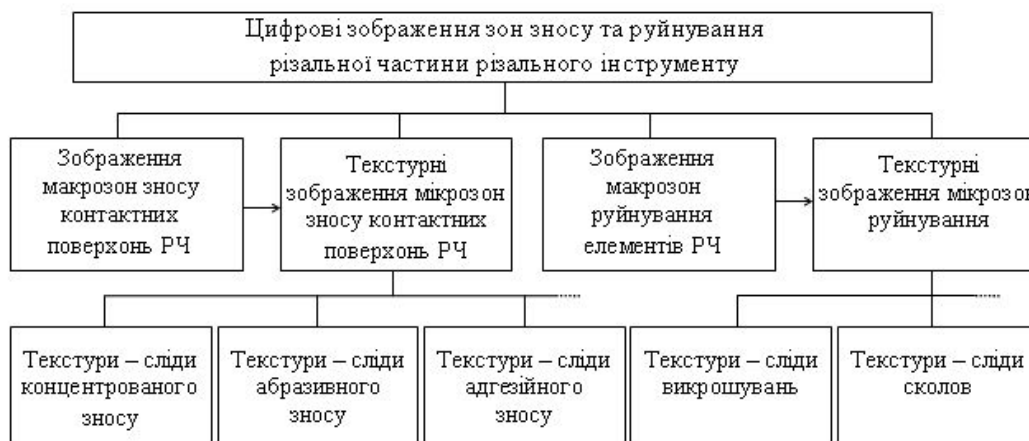 Цифрові зображення зон зносу та руйнування
різальної частини різального інструменту
Зображення
макрозон зносу
контактних
поверхонь РЧ
Текстурні
зображення мікрозон
зносу контактних
поверхонь РЧ
Зображення
макрозон
руйнування
елементів РЧ
Текстурні
зображення мікрозон
руйнування
Текстури – сліди
концентрованого
зносу
Текстури – сліди
абразивного
зносу
Текстури – сліди
адгезійного
зносу
Текстури – сліди
викрошувань
Текстури – сліди
сколов